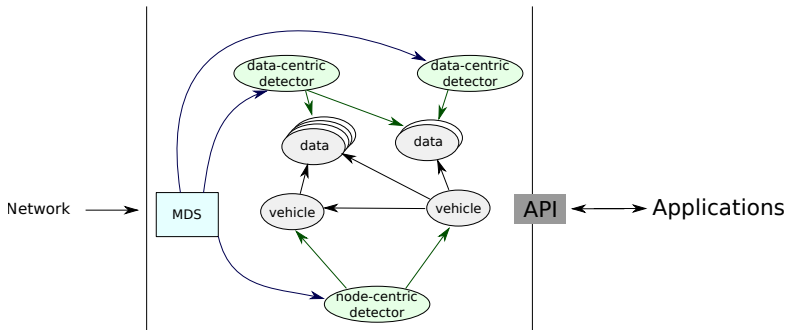 data-centric
detector
data-centric
detector
data
data
Network
MDS
vehicle
vehicle
API
Applications
node-centric
detector